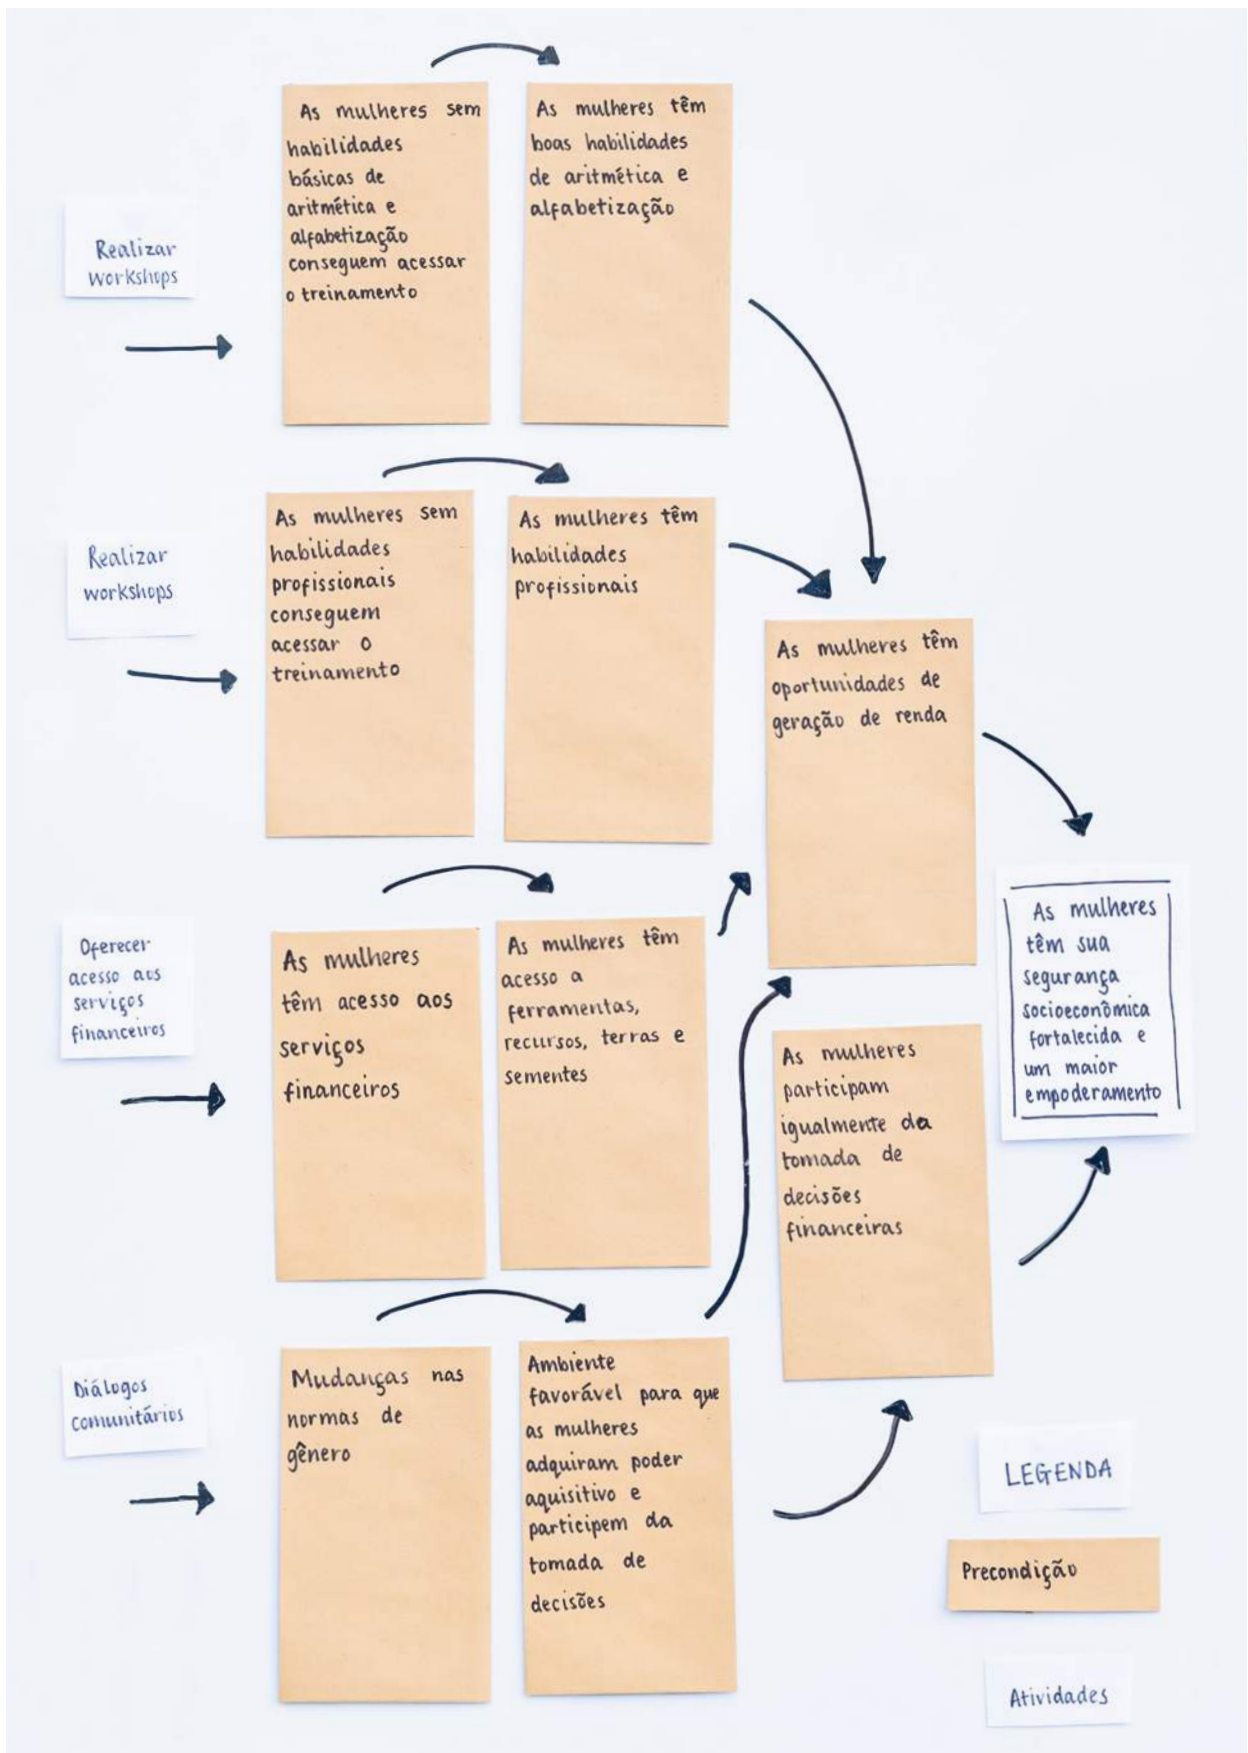 As mulheres sem
habilidades
básicas de
aritmética e
alfabetização
conseguem acessar
o treinamento
As mulheres têm
boas habilidades
de aritmética e
alfabetização
Realizar
workshops
As mulheres sem
habilidades
profissionais
conseguem
acessar o
treinamento
As mulheres têm
habilidades
profissionais
Realizar
workshops
As mulheres têm
oportunidades de
geração de renda
As mulheres
têm sua
segurança
socioeconômica
fortalecida e
um maior
empoderamento
Oferecer
acesso aos
serviços
financeiros
As mulheres
têm acesso aos
serviços
financeiros
As mulheres têm
acesso a
ferramentas,
recursos, terras e
sementes
As mulheres
participam
igualmente da
tomada de
decisões
financeiras
Diálogos
comunitários
Mudanças nas
normas de
gênero
Ambiente
favorável para que
as mulheres
adquiram poder
aquisitivo e
participem da
tomada de
decisões
LEGENDA
Precondição
Atividades